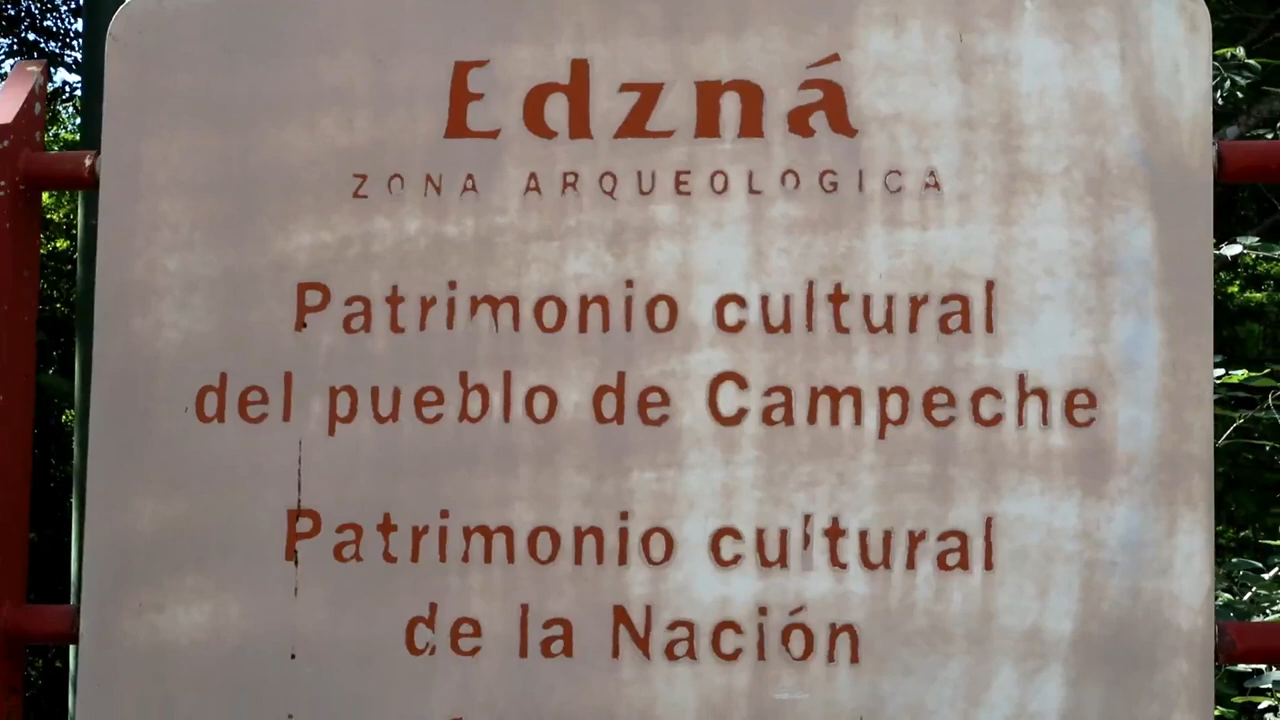 Edzná
ZONA ARQUEOLOGICA
Patrimonio cultural
del pueblo de Campeche
Patrimonio cultural
de la Nación